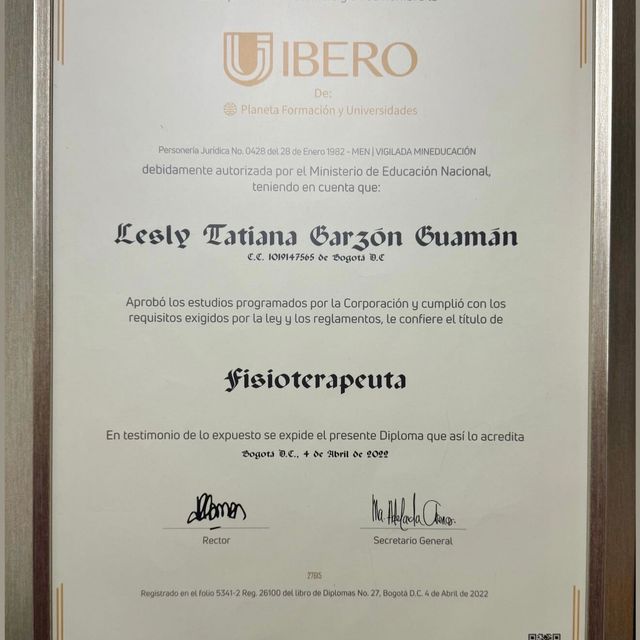 IBERO
De:
Planeta Formación y Universidades
Personería Jurídica No. 0428 del 28 de Enero 1982 - MEN | VIGILADA MINEDUCACIÓN
debidamente autorizada por el Ministerio de Educación Nacional,
teniendo en cuenta que:
Lesly Tatiana Garzón Guamán
C.C. 1019147565 de Bogotá D.C
Aprobó los estudios programados por la Corporación y cumplió con los
requisitos exigidos por la ley y los reglamentos, le confiere el título de
Fisioterapeuta
En testimonio de lo expuesto se expide el presente Diploma que así lo acredita
Bogotá D.C., 4 de Abril de 2022
Rector
Secretario General
Registrado en el folio 5341-2 Reg. 26100 del libro de Diplomas No. 27, Bogotá D.C. 4 de Abril de 2022